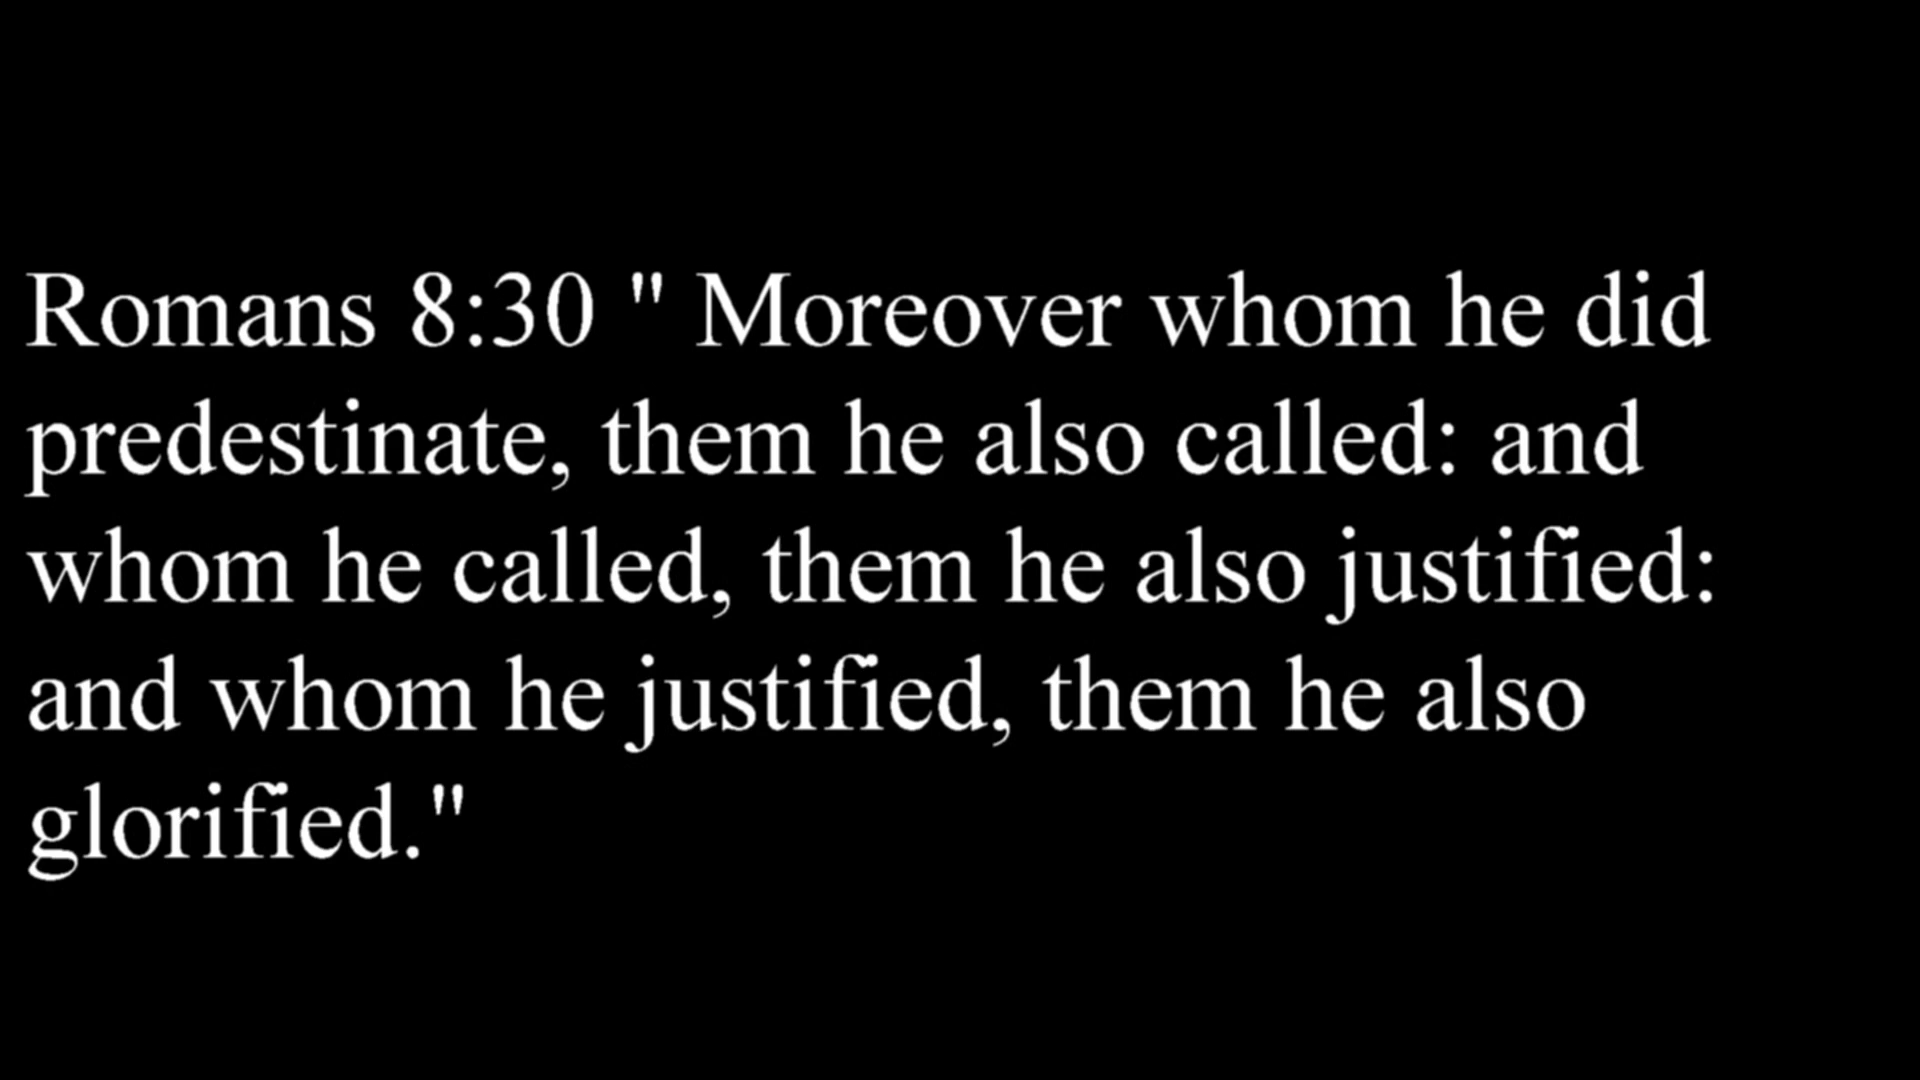 Romans 8:30 " Moreover whom he did
predestinate, them he also called: and
whom he called, them he also justified:
and whom he justified, them he also
glorified."